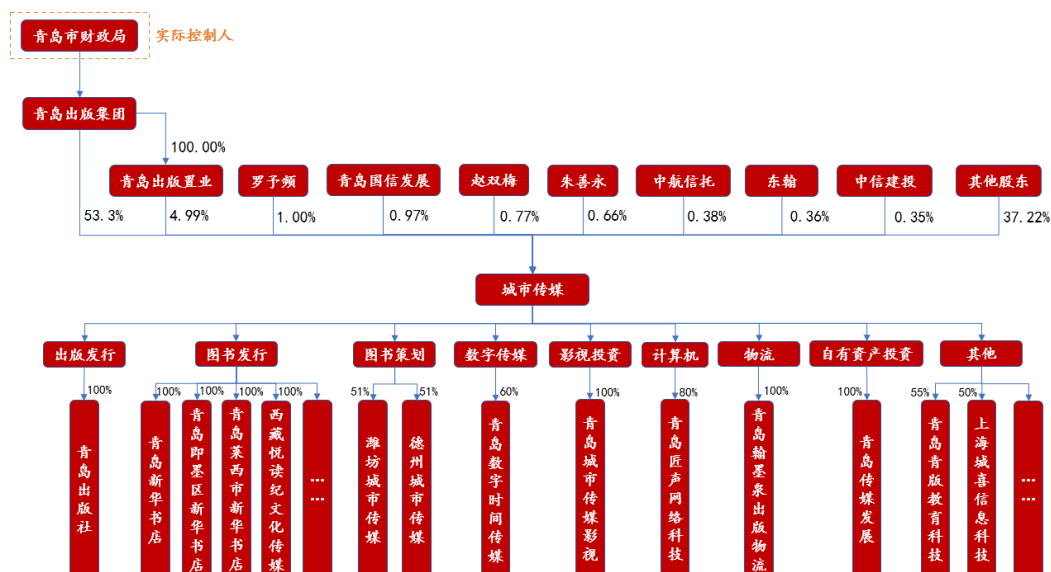 青岛市财政局
实际控制人
青岛出版集团
100.00%
青岛出版置业
罗予频
青岛国信发展
赵双梅
朱善永
中航信托
东翰
中信建投
其他股东
53.3%
4.99%
1.00%
0.97%
0.77%
0.66%
0.38%
0.36%
0.35%
37.22%
城市传媒
出版发行
图书发行
图书策划
数字传媒
影视投资
计算机
物流
自有资产投资
其他
100%
100%
100%
100%
100%
51%
51%
60%
100%
80%
100%
100%
55%
50%
青岛出版社
青岛新华书店
青岛即墨区新华书店
青岛莱西市新华书店
西藏悦读纪文化传媒
……
潍坊城市传媒
德州城市传媒
青岛数字时间传媒
青岛城市传媒影视
青岛匠声网络科技
青岛翰墨泉出版物流
青岛传媒发展
青岛青版教育科技
上海城喜信息科技
……